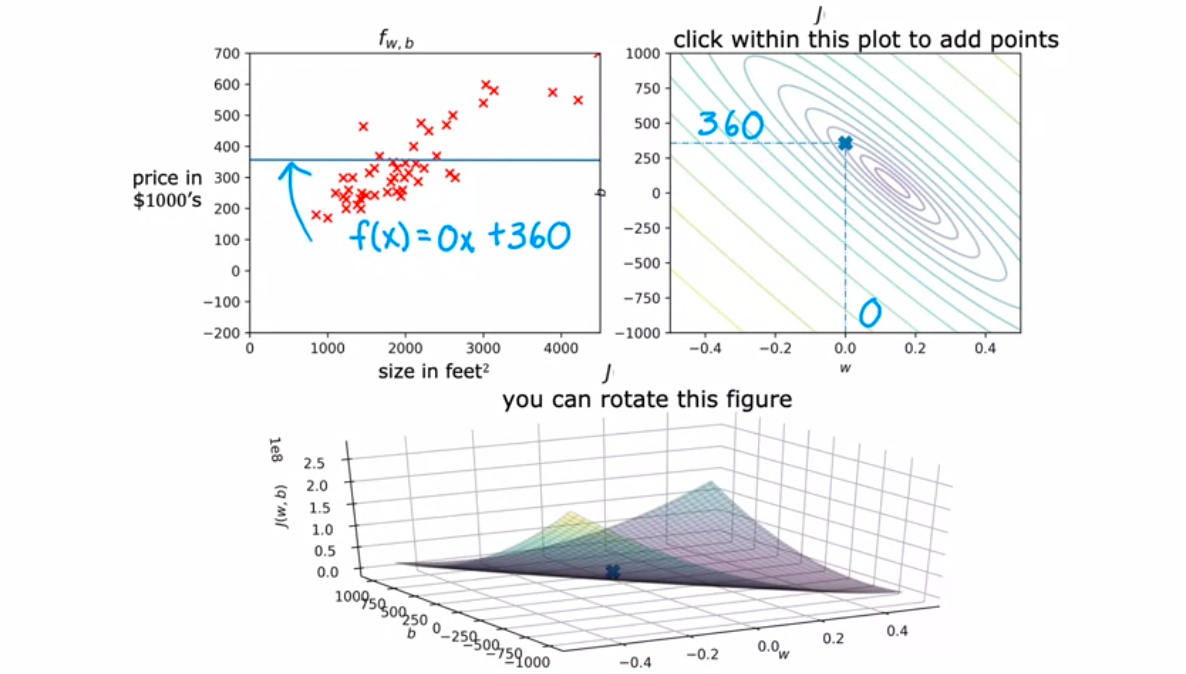 f_{w,b}
700
600
500
400
300
200
100
0
−100
−200
price in
$1000's
f(x)=0x +360
0 1000 2000 3000 4000
size in feet²
J
click within this plot to add points
1000
750
500
250
0
−250
−500
−750
−1000
b
360
0
−0.4 −0.2 0.0 0.2 0.4
w
J
you can rotate this figure
1e8
2.5
2.0
1.5
1.0
0.5
0.0
J(w,b)
1000 750 500 250 0 −250 −500 −750 −1000
b
−0.4 −0.2 0.0 0.2 0.4
w